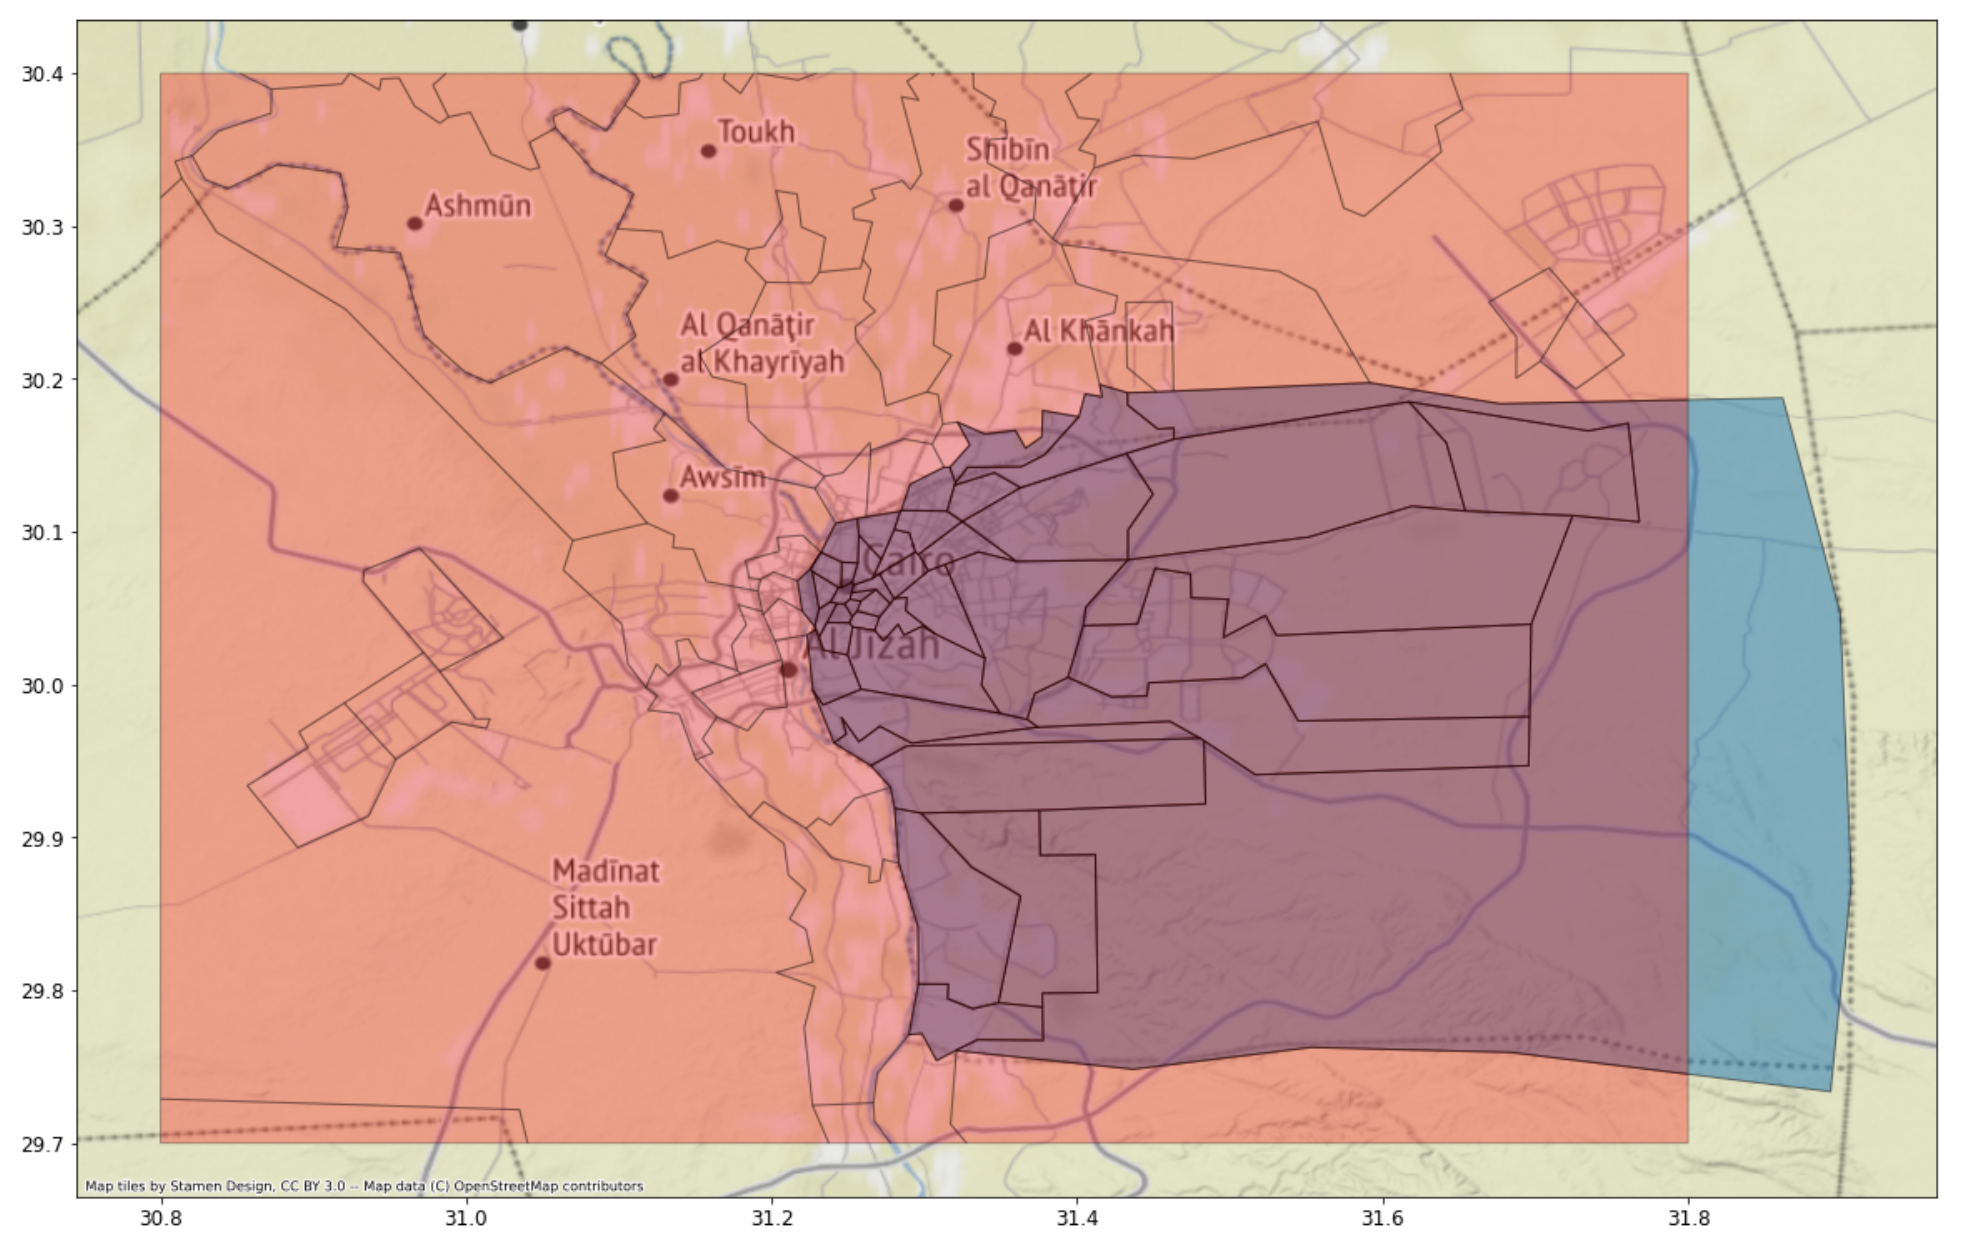 30.4
Toukh
Shibīn
al Qanāṭir
Ashmūn
30.3
Al Qanāṭir
al Khayrīyah
Al Khānkah
30.2
Awsīm
30.1
Cairo
Al Jīzah
30.0
29.9
Madīnat
Sittah
Uktūbar
29.8
29.7
Map tiles by Stamen Design, CC BY 3.0 -- Map data (C) OpenStreetMap contributors
30.8 31.0 31.2 31.4 31.6 31.8